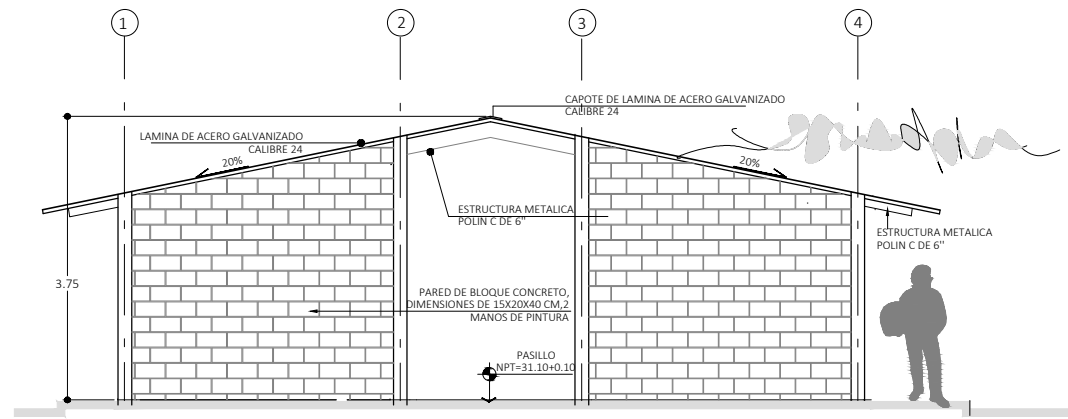 1
2
3
4
CAPOTE DE LAMINA DE ACERO GALVANIZADO
CALIBRE 24
LAMINA DE ACERO GALVANIZADO
CALIBRE 24
20%
20%
ESTRUCTURA METALICA
POLIN C DE 6"
ESTRUCTURA METALICA
POLIN C DE 6"
3.75
PARED DE BLOQUE CONCRETO,
DIMENSIONES DE 15X20X40 CM,2
MANOS DE PINTURA
PASILLO
NPT=31.10+0.10